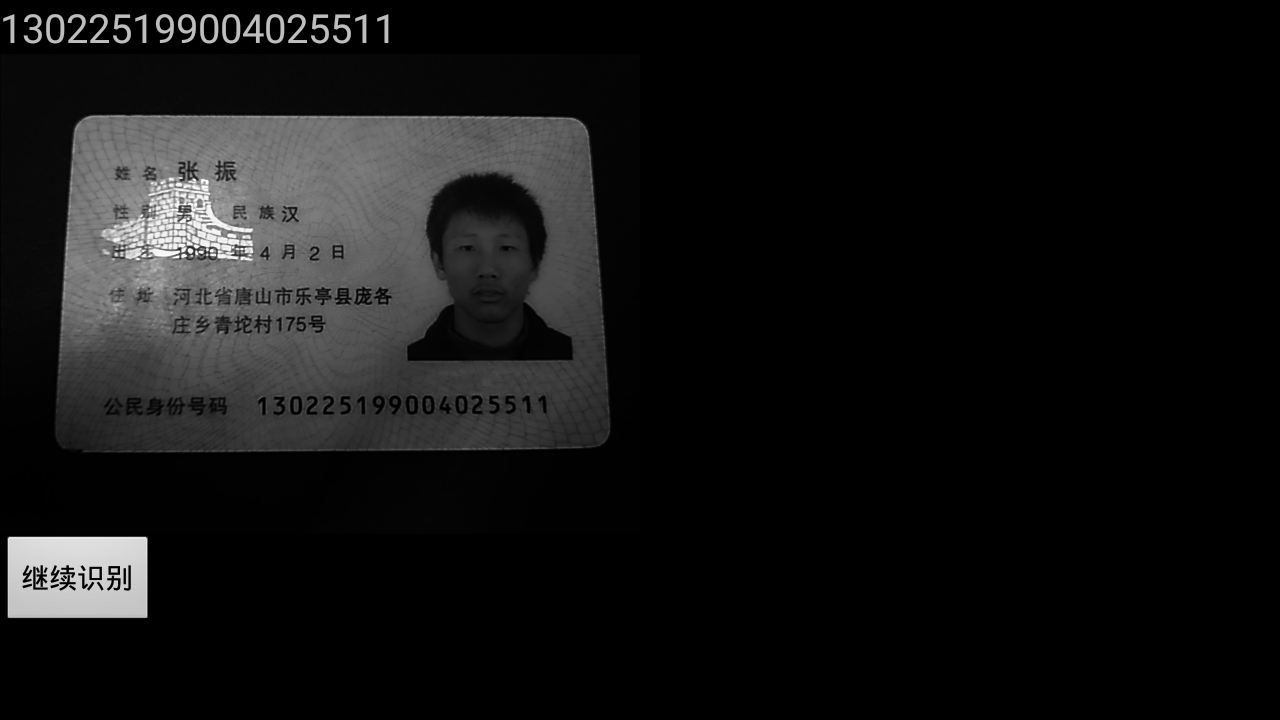 130225199004025511
姓名 张振
性别 男 民族 汉
出生 1990 年 4 月 2 日
住址 河北省唐山市乐亭县庞各
庄乡青坨村175号
公民身份号码 130225199004025511
继续识别